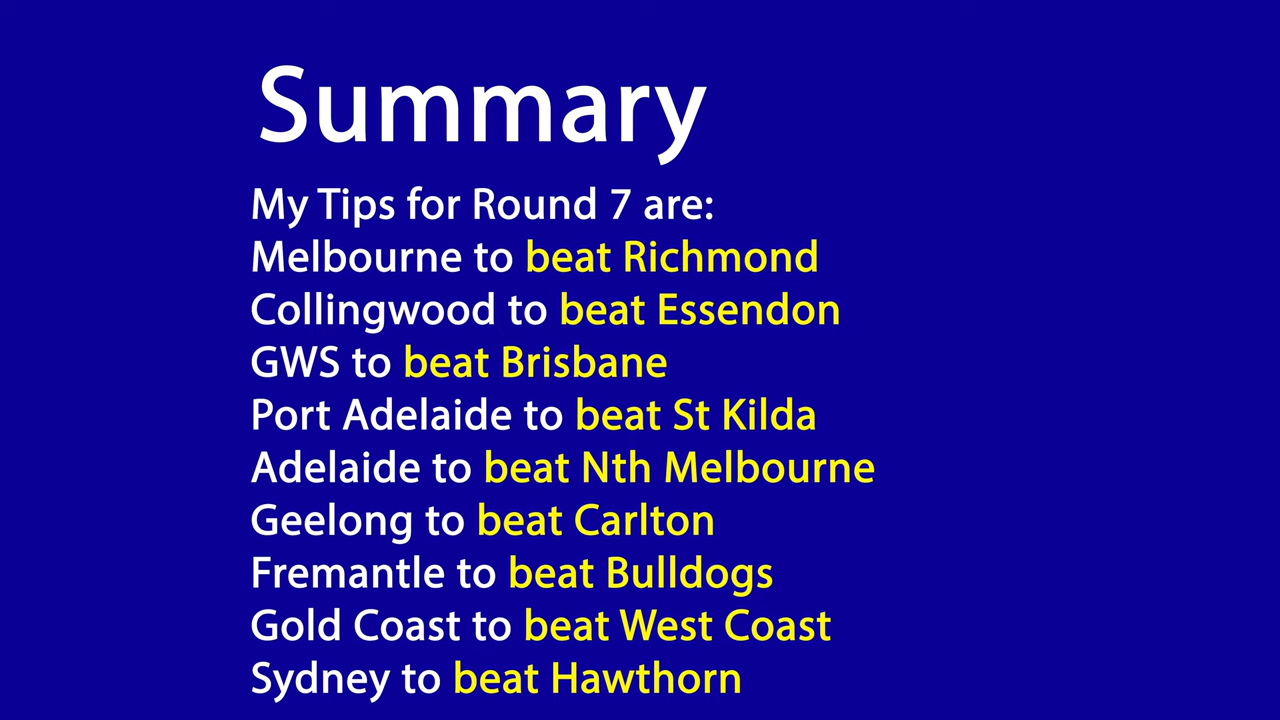 Summary
My Tips for Round 7 are:
Melbourne to beat Richmond
Collingwood to beat Essendon
GWS to beat Brisbane
Port Adelaide to beat St Kilda
Adelaide to beat Nth Melbourne
Geelong to beat Carlton
Fremantle to beat Bulldogs
Gold Coast to beat West Coast
Sydney to beat Hawthorn